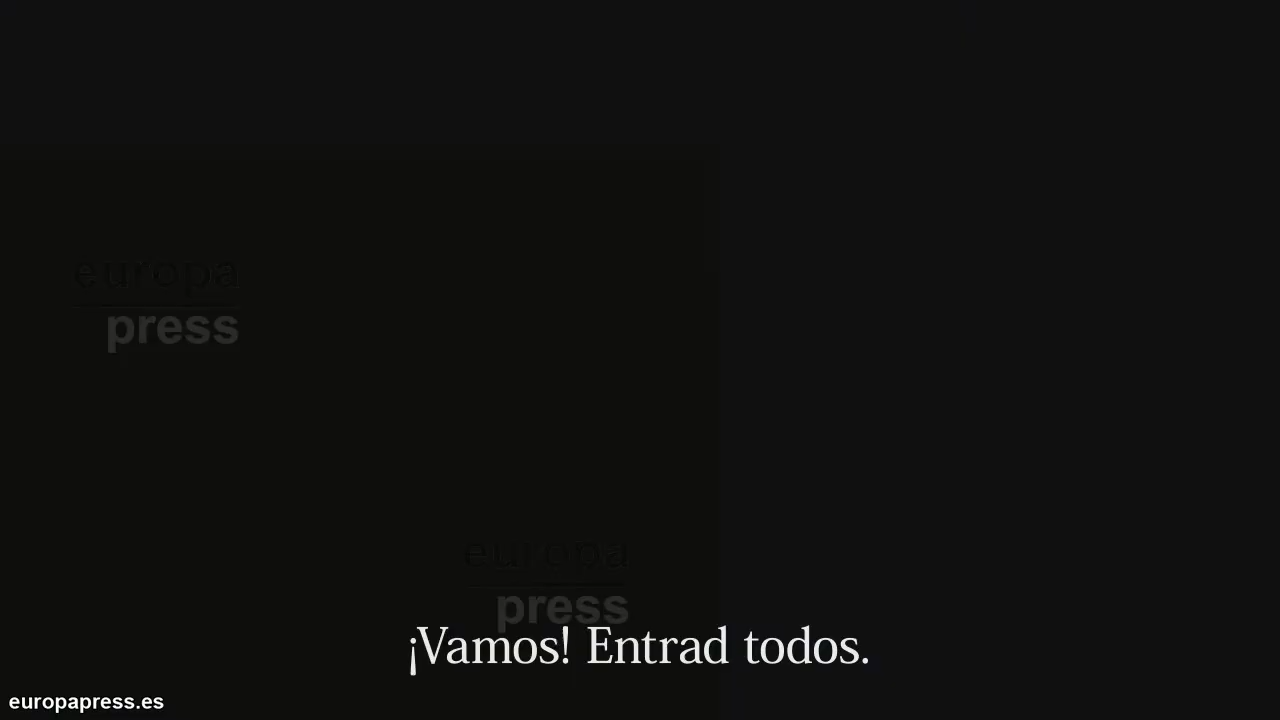 europa
press
europa
press
¡Vamos! Entrad todos.
europapress.es